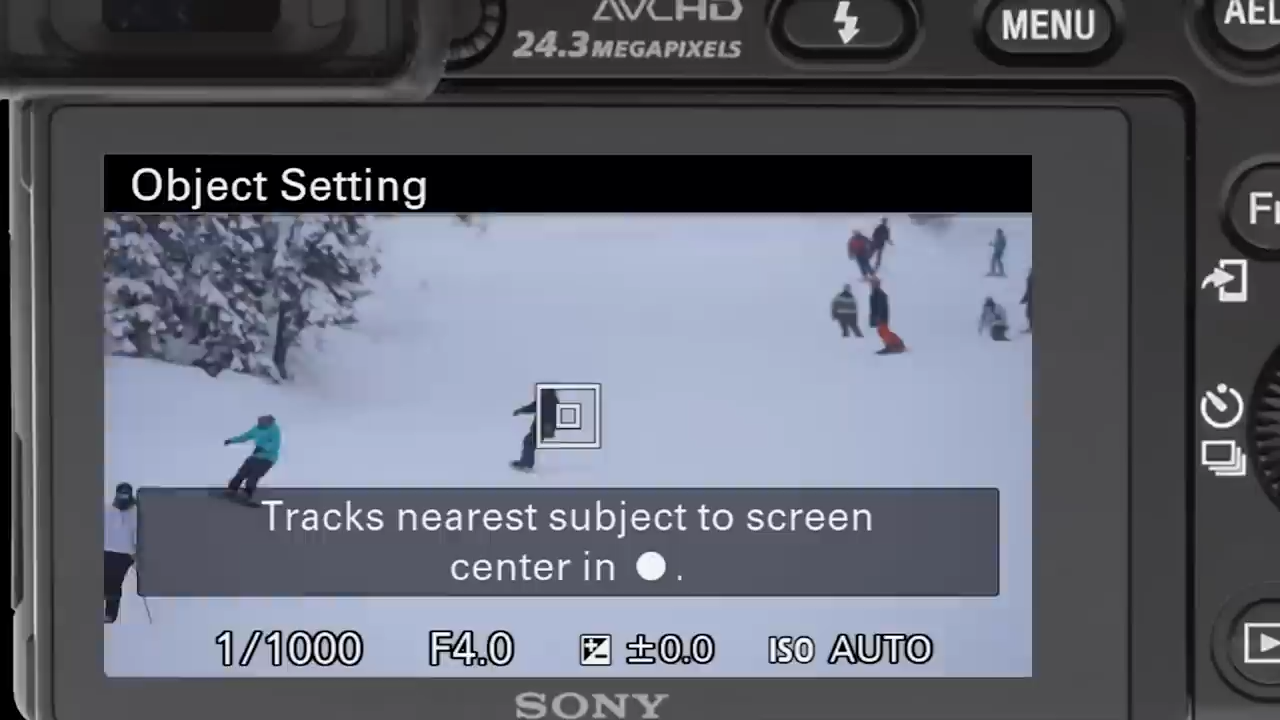 AVCHD
24.3 MEGAPIXELS
MENU
AEL
Object Setting
Fn
Tracks nearest subject to screen
center in ● .
1/1000 F4.0 ±0.0 ISO AUTO
SONY